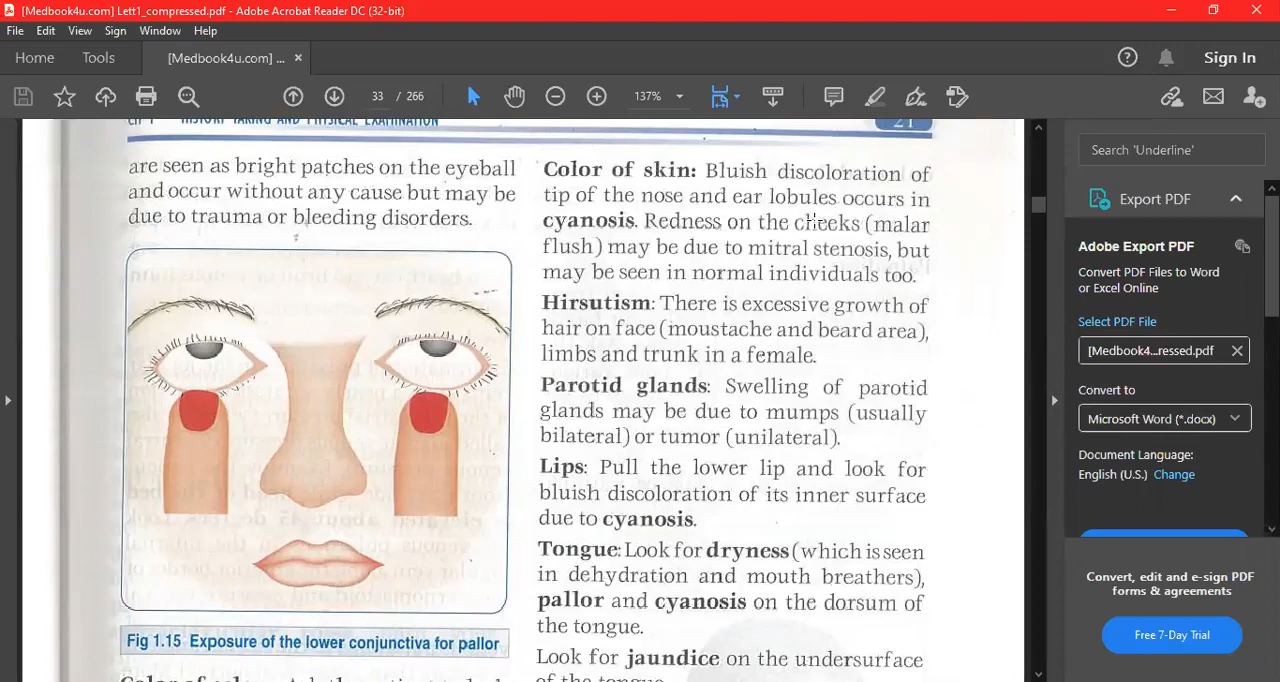 [Medbook4u.com] Lett1_compressed.pdf - Adobe Acrobat Reader DC (32-bit)
File Edit View Sign Window Help
Home Tools [Medbook4u.com] ... × Sign In
33 / 266 137%
HISTORY TAKING AND PHYSICAL EXAMINATION 21
are seen as bright patches on the eyeball
and occur without any cause but may be
due to trauma or bleeding disorders.
Fig 1.15 Exposure of the lower conjunctiva for pallor
Color of skin: Bluish discoloration of
tip of the nose and ear lobules occurs in
cyanosis. Redness on the cheeks (malar
flush) may be due to mitral stenosis, but
may be seen in normal individuals too.
Hirsutism: There is excessive growth of
hair on face (moustache and beard area),
limbs and trunk in a female.
Parotid glands: Swelling of parotid
glands may be due to mumps (usually
bilateral) or tumor (unilateral).
Lips: Pull the lower lip and look for
bluish discoloration of its inner surface
due to cyanosis.
Tongue: Look for dryness (which is seen
in dehydration and mouth breathers),
pallor and cyanosis on the dorsum of
the tongue.
Look for jaundice on the undersurface
of the tongue
Search 'Underline'
Export PDF
Adobe Export PDF
Convert PDF Files to Word
or Excel Online
Select PDF File
[Medbook4...ressed.pdf
Convert to
Microsoft Word (*.docx)
Document Language:
English (U.S.) Change
Convert, edit and e-sign PDF
forms & agreements
Free 7-Day Trial